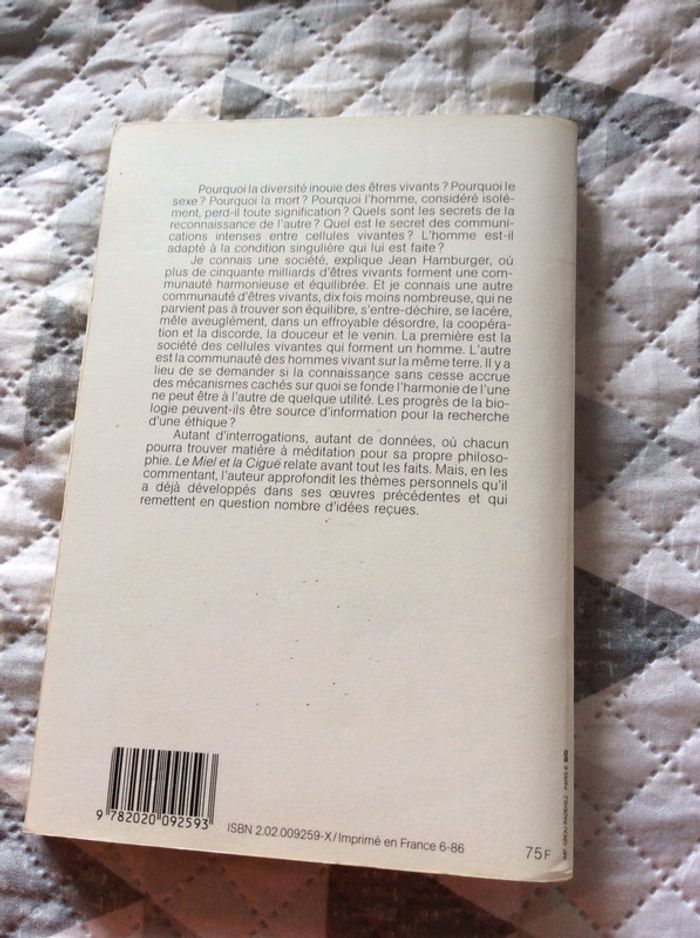 Pourquoi la diversité inouïe des êtres vivants ? Pourquoi le
sexe ? Pourquoi la mort ? Pourquoi l'homme, considéré isolé-
ment, perd-il toute signification ? Quels sont les secrets de la
reconnaissance de l'autre ? Quel est le secret des communi-
cations intenses entre cellules vivantes ? L'homme est-il
adapté à la condition singulière qui lui est faite ?
Je connais une société, explique Jean Hamburger, où
plus de cinquante milliards d'êtres vivants forment une com-
munauté harmonieuse et équilibrée. Et je connais une autre
communauté d'êtres vivants, dix fois moins nombreuse, qui ne
parvient pas à trouver son équilibre, s'entre-déchire, se lacère,
mêle aveuglément, dans un effroyable désordre, la coopéra-
tion et la discorde, la douceur et le venin. La première est la
société des cellules vivantes qui forment un homme. L'autre
est la communauté des hommes vivant sur la même terre. Il y a
lieu de se demander si la connaissance sans cesse accrue
des mécanismes cachés sur quoi se fonde l'harmonie de l'une
ne peut être à l'autre de quelque utilité. Les progrès de la bio-
logie peuvent-ils être source d'information pour la recherche
d'une éthique ?
Autant d'interrogations, autant de données, où chacun
pourra trouver matière à méditation pour sa propre philoso-
phie. Le Miel et la Ciguë relate avant tout les faits. Mais, en les
commentant, l'auteur approfondit les thèmes personnels qu'il
a déjà développés dans ses œuvres précédentes et qui
remettent en question nombre d'idées reçues.
9 782020 092593
ISBN 2.02.009259-X / Imprimé en France 6-86
75 F
IMP. GROU-RADENEZ - PARIS 6